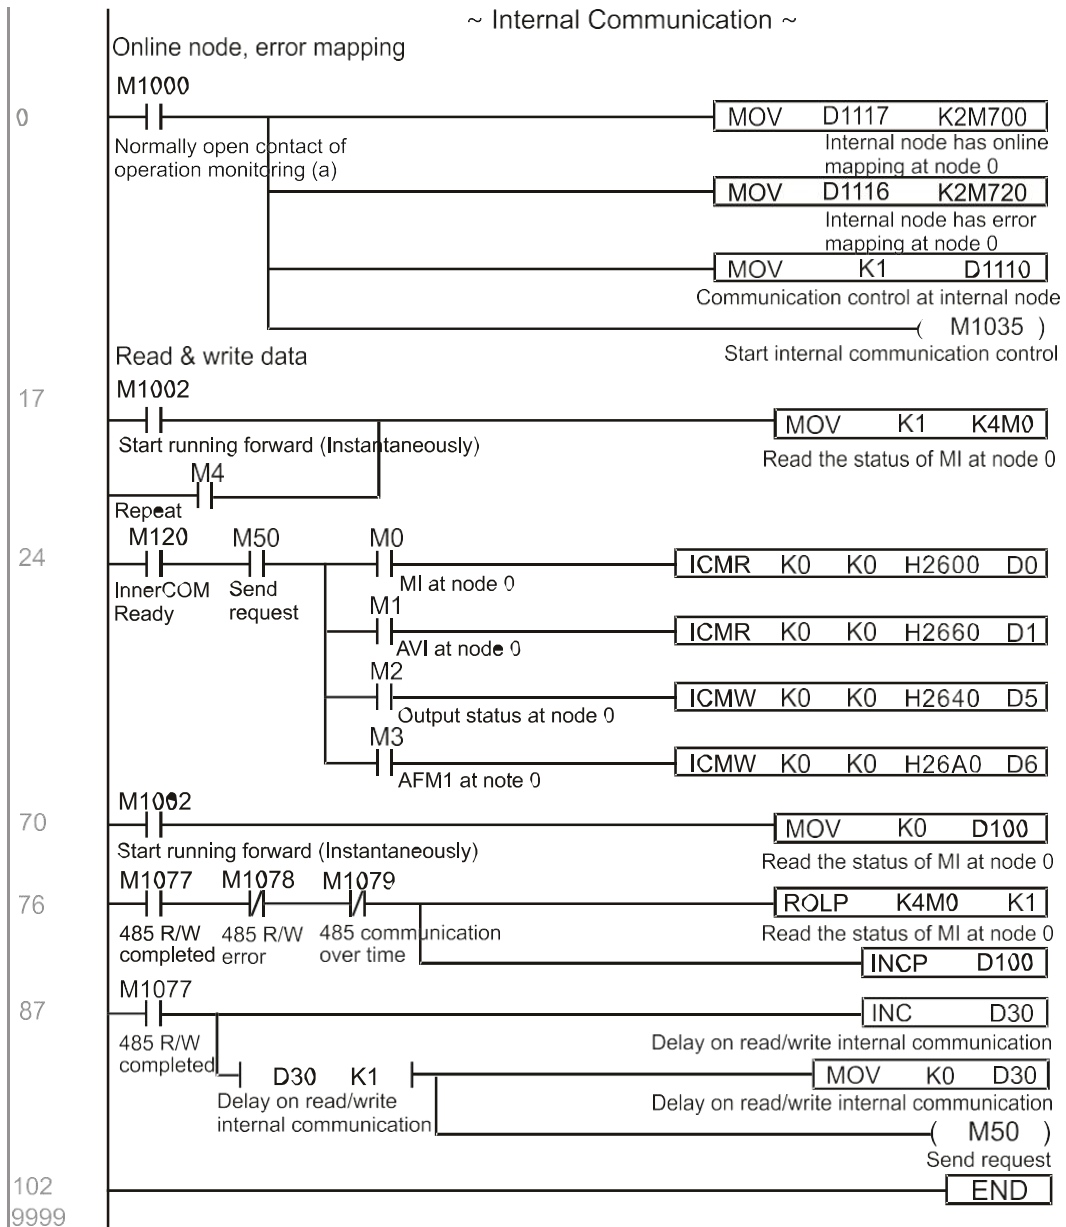 ~ Internal Communication ~
Online node, error mapping
M1000
0
MOV D1117 K2M700
Normally open contact of
operation monitoring (a)
Internal node has online
mapping at node 0
MOV D1116 K2M720
Internal node has error
mapping at node 0
MOV K1 D1110
Communication control at internal node
( M1035 )
Start internal communication control
Read & write data
M1002
17
MOV K1 K4M0
Start running forward (Instantaneously)
Read the status of MI at node 0
M4
Repeat
M120 M50 M0
24
ICMR K0 K0 H2600 D0
InnerCOM
Ready
Send
request
MI at node 0
M1
ICMR K0 K0 H2660 D1
AVI at node 0
M2
ICMW K0 K0 H2640 D5
Output status at node 0
M3
ICMW K0 K0 H26A0 D6
AFM1 at note 0
M1002
70
MOV K0 D100
Start running forward (Instantaneously)
Read the status of MI at node 0
M1077 M1078 M1079
76
ROLP K4M0 K1
485 R/W
completed
485 R/W
error
485 communication
over time
Read the status of MI at node 0
INCP D100
M1077
87
INC D30
485 R/W
completed
Delay on read/write internal communication
D30 K1
MOV K0 D30
Delay on read/write
internal communication
Delay on read/write internal communication
( M50 )
Send request
102
END
9999